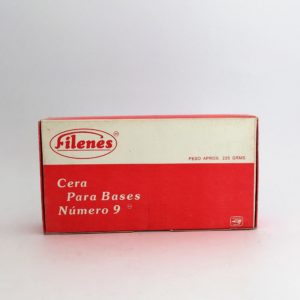 Filenes
PESO APROX. 225 GRMS.
Cera
Para Bases
Número 9